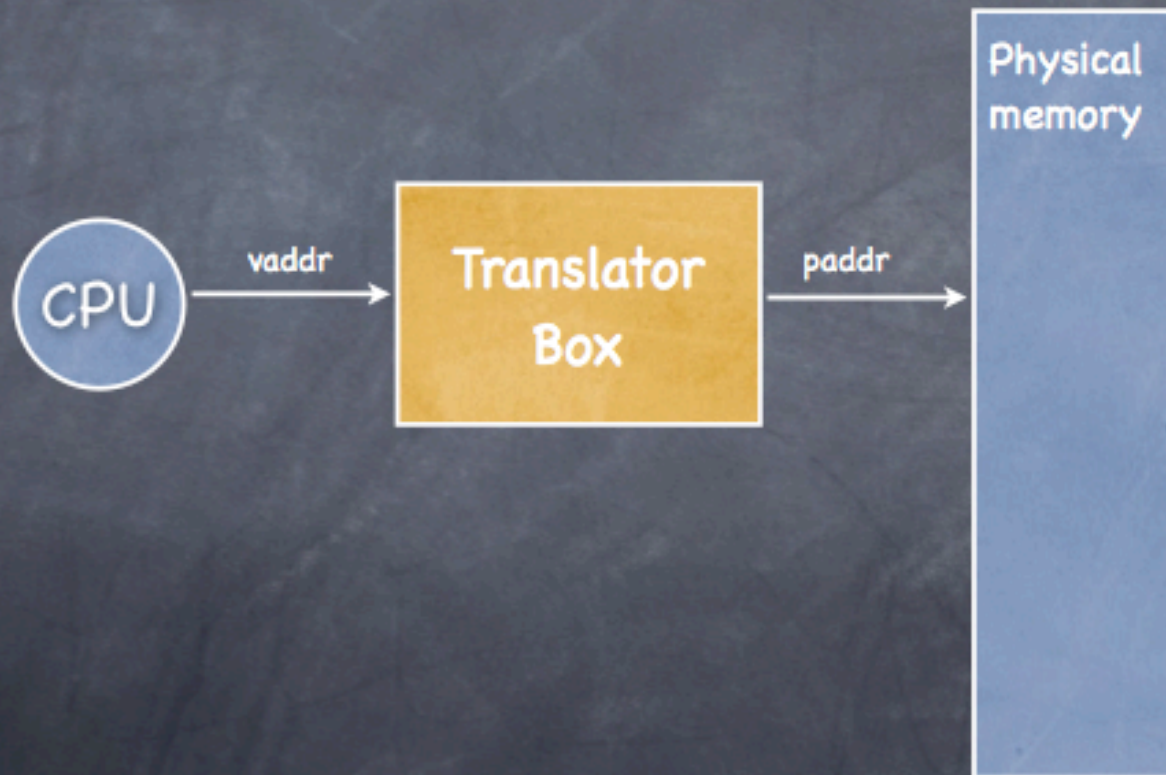 Physical
memory
CPU
vaddr
Translator
Box
paddr